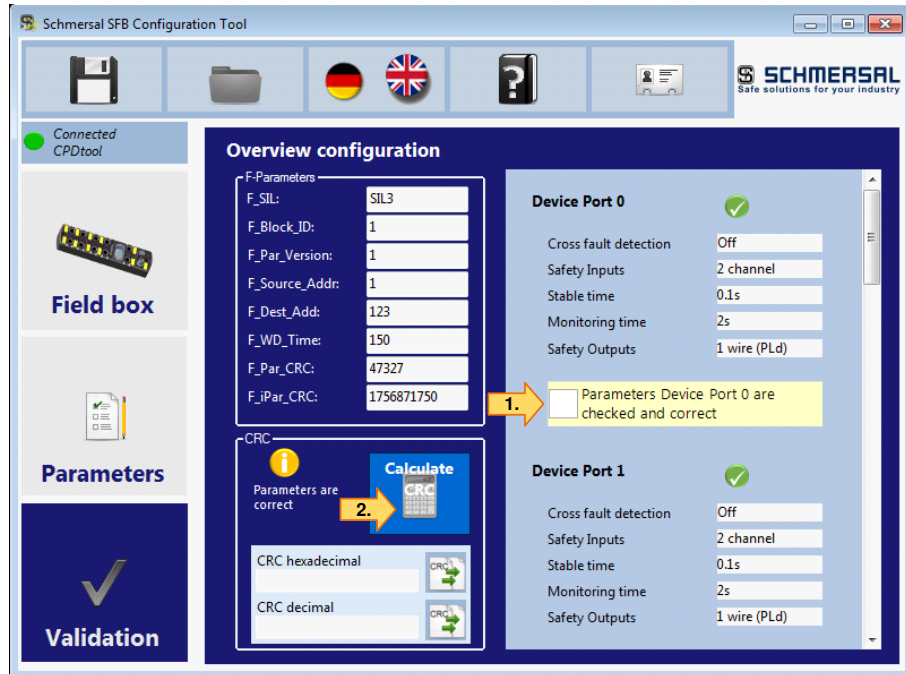 Schmersal SFB Configuration Tool
SCHMERSAL
Safe solutions for your industry
Connected
CPDtool
Field box
Parameters
Validation
Overview configuration
F-Parameters
F_SIL: SIL3
F_Block_ID: 1
F_Par_Version: 1
F_Source_Addr: 1
F_Dest_Add: 123
F_WD_Time: 150
F_Par_CRC: 47327
F_iPar_CRC: 1756871750
CRC
Parameters are
correct
2.
Calculate
CRC
CRC hexadecimal
CRC
CRC decimal
CRC
Device Port 0
Cross fault detection Off
Safety Inputs 2 channel
Stable time 0.1s
Monitoring time 2s
Safety Outputs 1 wire (PLd)
1.
Parameters Device Port 0 are
checked and correct
Device Port 1
Cross fault detection Off
Safety Inputs 2 channel
Stable time 0.1s
Monitoring time 2s
Safety Outputs 1 wire (PLd)